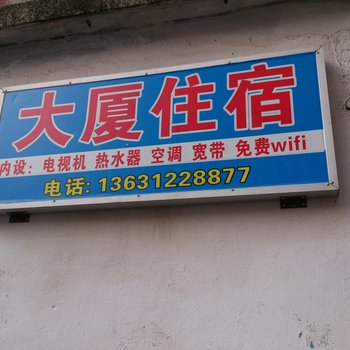 大厦住宿
内设：电视机 热水器 空调 宽带 免费wifi
电话: 13631228877